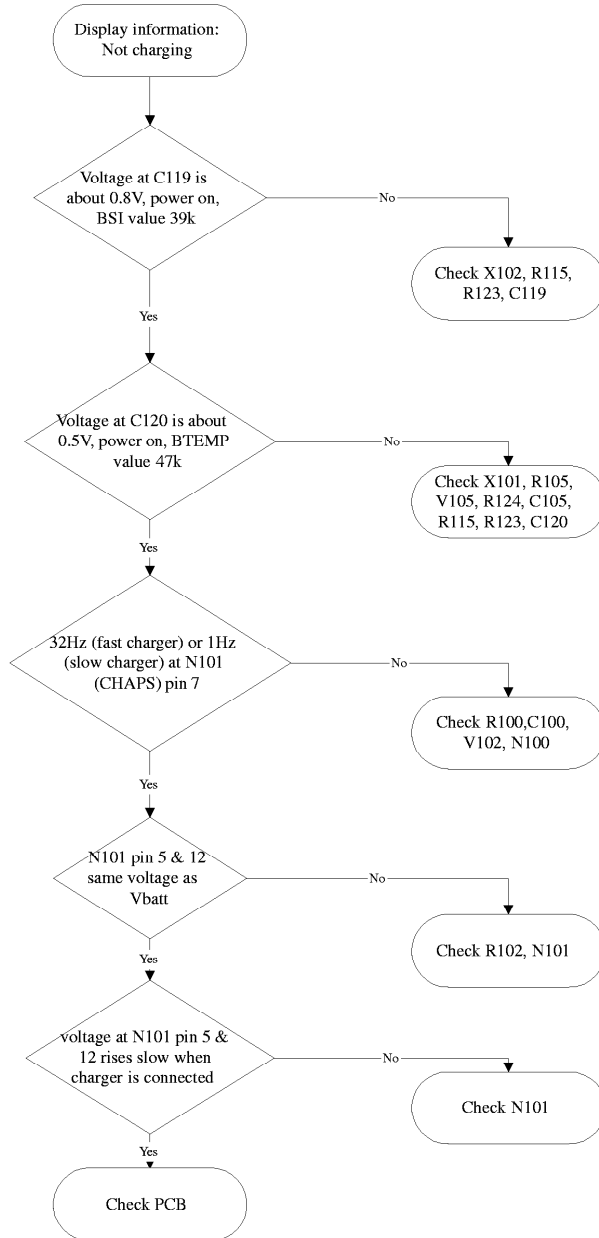 Display information:
Not charging
Voltage at C119 is
about 0.8V, power on,
BSI value 39k
No
Check X102, R115,
R123, C119
Yes
Voltage at C120 is about
0.5V, power on, BTEMP
value 47k
No
Check X101, R105,
V105, R124, C105,
R115, R123, C120
Yes
32Hz (fast charger) or 1Hz
(slow charger) at N101
(CHAPS) pin 7
No
Check R100,C100,
V102, N100
Yes
N101 pin 5 & 12
same voltage as
Vbatt
No
Check R102, N101
Yes
voltage at N101 pin 5 &
12 rises slow when
charger is connected
No
Check N101
Yes
Check PCB